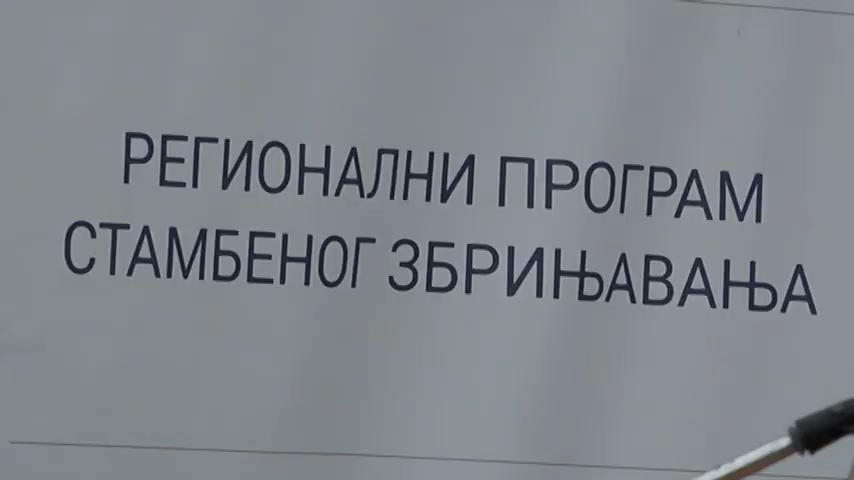 РЕГИОНАЛНИ ПРОГРАМ
СТАМБЕНОГ ЗБРИЊАВАЊА